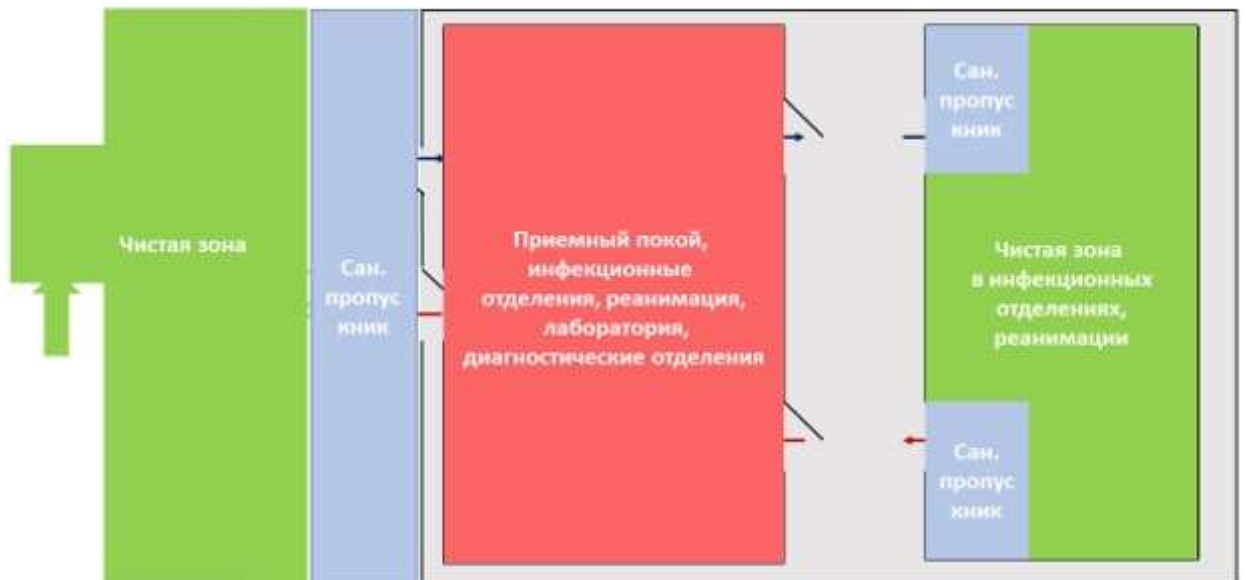 Чистая зона
Сан.
пропуск
кник
Приемный покой,
инфекционные
отделения, реанимация,
лаборатория,
диагностические отделения
Сан.
пропус
кник
Чистая зона
в инфекционных
отделениях,
реанимации
Сан.
пропус
кник